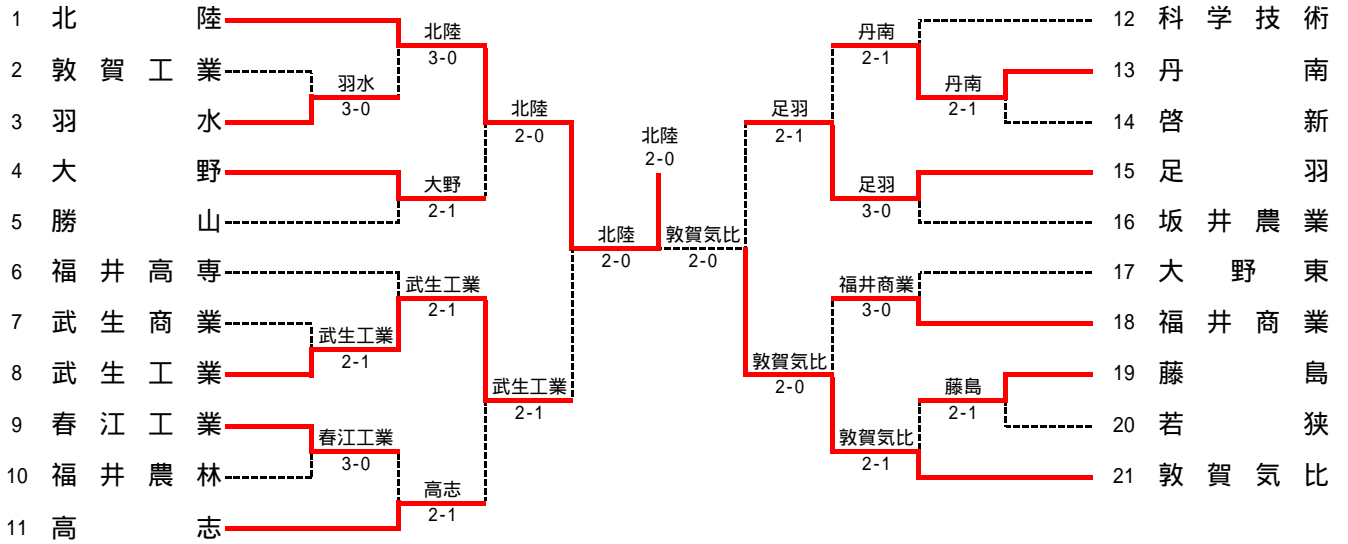 1 北陸
2 敦賀工業
3 羽水
4 大野
5 勝山
6 福井高専
7 武生商業
8 武生工業
9 春江工業
10 福井農林
11 高志
羽水
3-0
武生工業
2-1
春江工業
3-0
北陸
3-0
大野
2-1
武生工業
2-1
高志
2-1
北陸
2-0
武生工業
2-1
北陸
2-0
北陸
2-0
敦賀気比
2-0
足羽
2-1
敦賀気比
2-0
丹南
2-1
足羽
3-0
福井商業
3-0
敦賀気比
2-1
丹南
2-1
藤島
2-1
12 科学技術
13 丹南
14 啓新
15 足羽
16 坂井農業
17 大野東
18 福井商業
19 藤島
20 若狭
21 敦賀気比